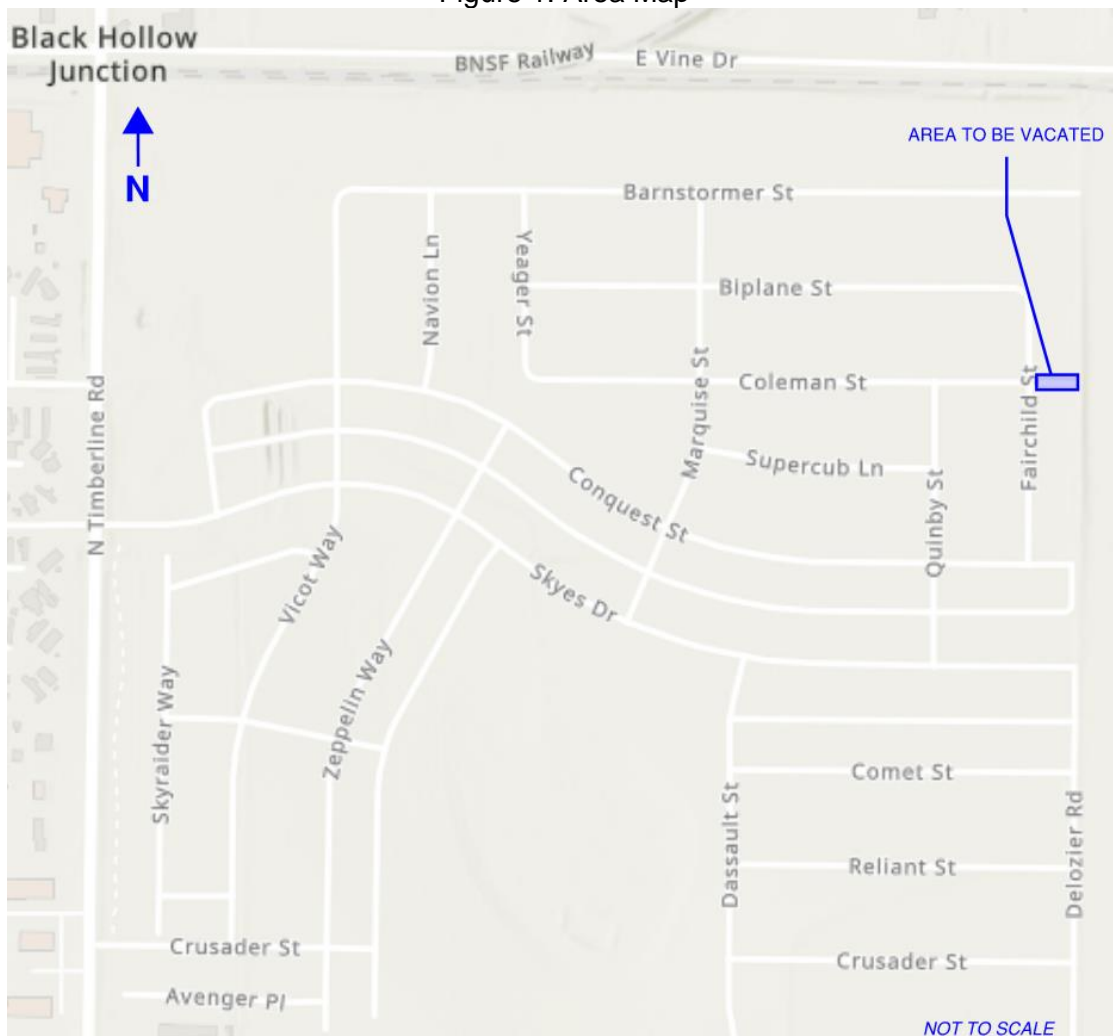 Figure 1: Area Map
Black Hollow
Junction
BNSF Railway
E Vine Dr
AREA TO BE VACATED
N
Barnstormer St
Navion Ln
Yeager St
Biplane St
Marquise St
Coleman St
Fairchild St
N Timberline Rd
Supercub Ln
Quinby St
Conquest St
Vicot Way
Skyes Dr
Zeppelin Way
Skyraider Way
Comet St
Dassault St
Delozier Rd
Reliant St
Crusader St
Crusader St
Avenger Pl
NOT TO SCALE